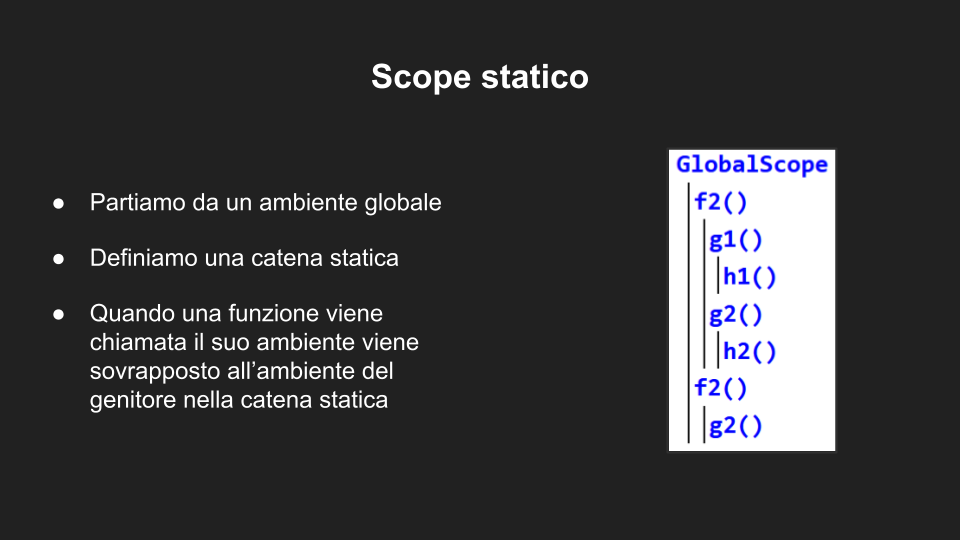 Scope statico
● Partiamo da un ambiente globale
● Definiamo una catena statica
● Quando una funzione viene
chiamata il suo ambiente viene
sovrapposto all’ambiente del
genitore nella catena statica
GlobalScope
f2()
g1()
h1()
g2()
h2()
f2()
g2()